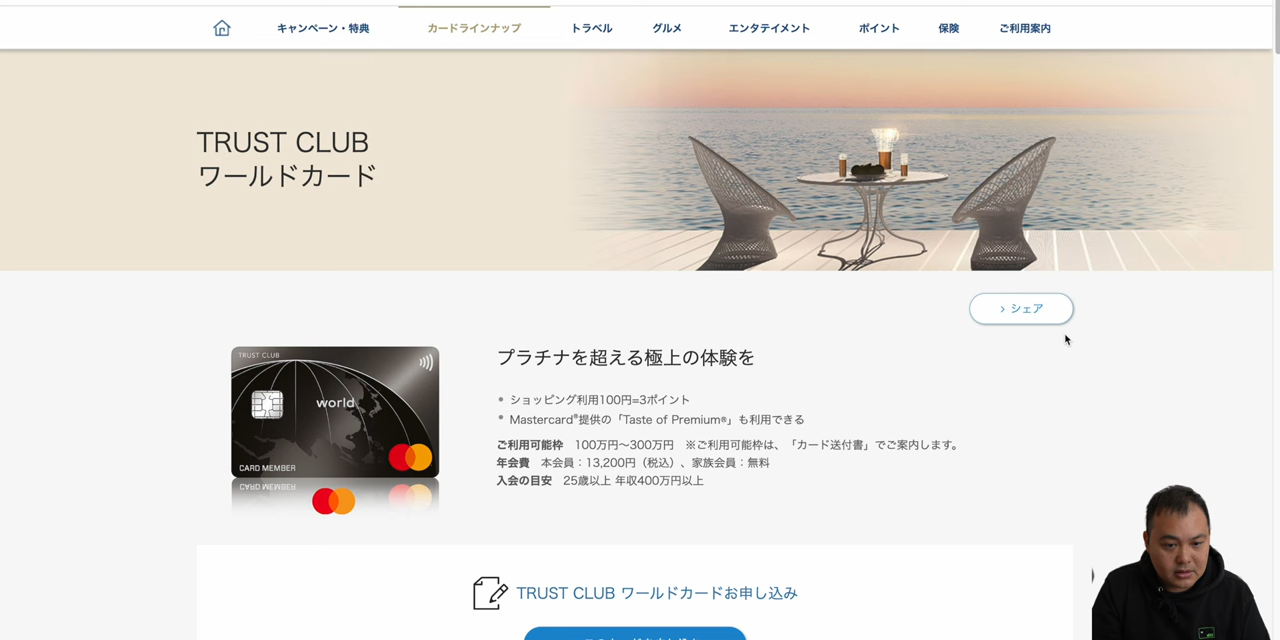 キャンペーン・特典
カードラインナップ
トラベル
グルメ
エンタテイメント
ポイント
保険
ご利用案内
TRUST CLUB
ワールドカード
シェア
TRUST CLUB
world
CARD MEMBER
プラチナを超える極上の体験を
ショッピング利用100円=3ポイント
Mastercard®提供の「Taste of Premium®」も利用できる
ご利用可能枠 100万円〜300万円 ※ご利用可能枠は、「カード送付書」でご案内します。
年会費 本会員：13,200円（税込）、家族会員：無料
入会の目安 25歳以上 年収400万円以上
TRUST CLUB ワールドカードお申し込み